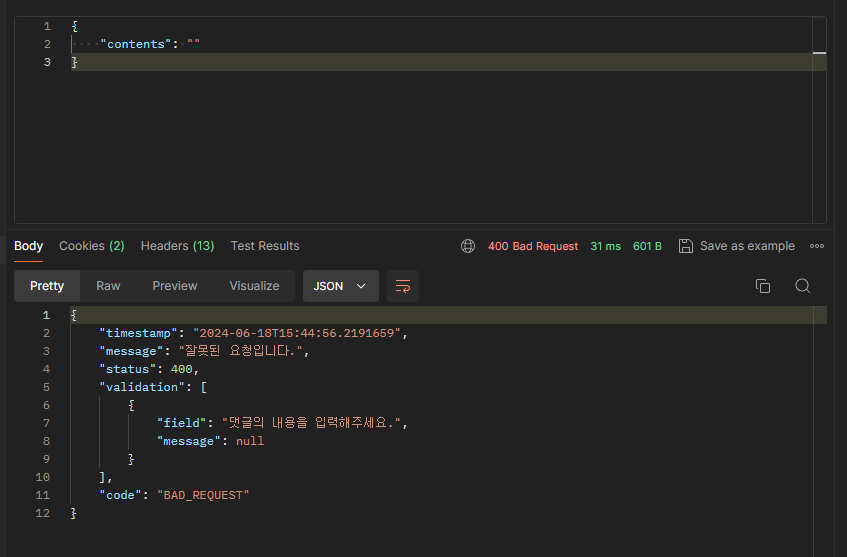 1 {
2 "contents": ""
3 }
Body Cookies (2) Headers (13) Test Results 400 Bad Request 31 ms 601 B Save as example
Pretty Raw Preview Visualize JSON
1 {
2 "timestamp": "2024-06-18T15:44:56.2191659",
3 "message": "잘못된 요청입니다.",
4 "status": 400,
5 "validation": [
6 {
7 "field": "댓글의 내용을 입력해주세요.",
8 "message": null
9 }
10 ],
11 "code": "BAD_REQUEST"
12 }